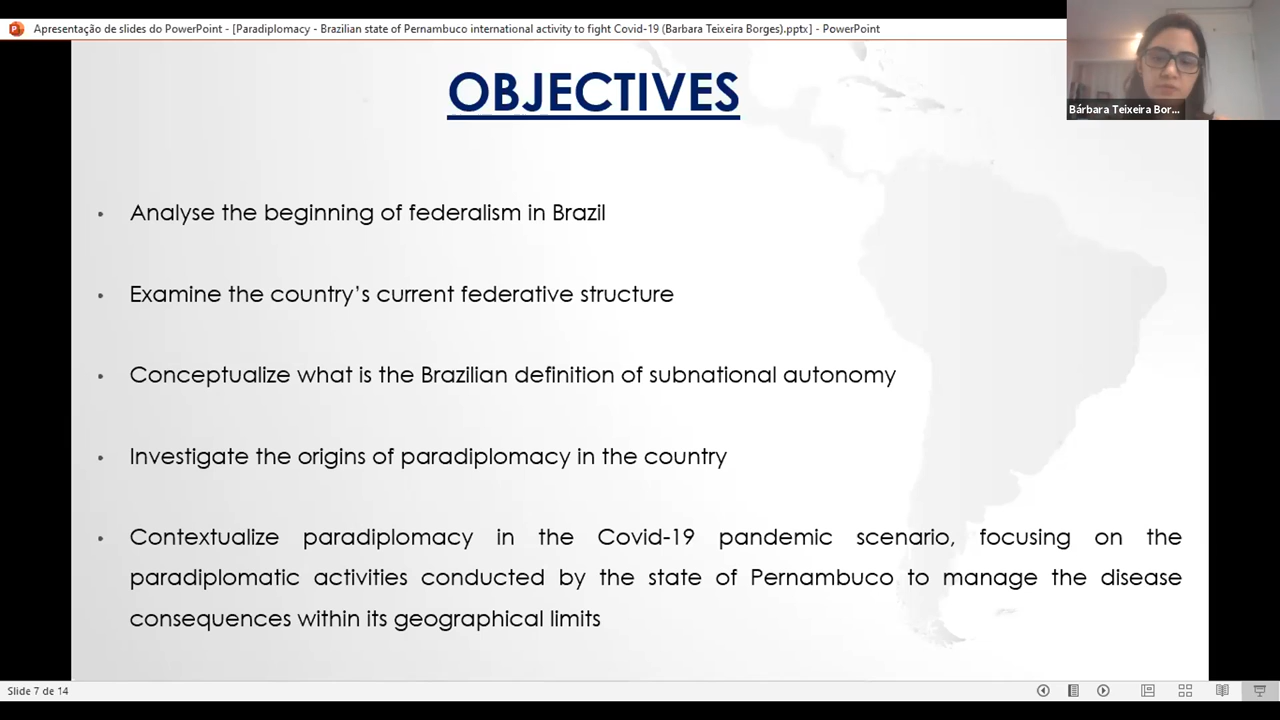 Apresentação de slides do PowerPoint - [Paradiplomacy - Brazilian state of Pernambuco international activity to fight Covid-19 (Barbara Teixeira Borges).pptx] - PowerPoint
OBJECTIVES
Bárbara Teixeira Bor...
• Analyse the beginning of federalism in Brazil
• Examine the country’s current federative structure
• Conceptualize what is the Brazilian definition of subnational autonomy
• Investigate the origins of paradiplomacy in the country
• Contextualize paradiplomacy in the Covid-19 pandemic scenario, focusing on the
paradiplomatic activities conducted by the state of Pernambuco to manage the disease
consequences within its geographical limits
Slide 7 de 14